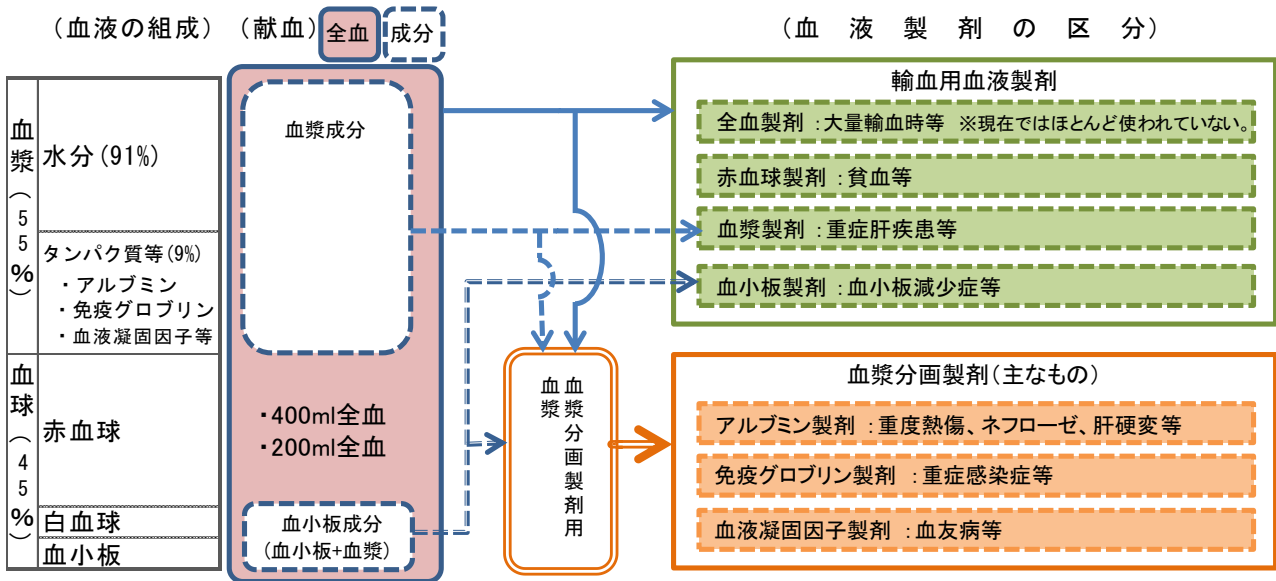 (血液の組成)
(献血)
全血
成分
(血液製剤の区分)
血漿(55%)
水分(91%)
タンパク質等(9%)
・アルブミン
・免疫グロブリン
・血液凝固因子等
血球(45%)
赤血球
白血球
血小板
血漿成分
・400ml全血
・200ml全血
血小板成分
(血小板+血漿)
血漿分画製剤用
血漿
輸血用血液製剤
全血製剤:大量輸血時等 ※現在ではほとんど使われていない。
赤血球製剤:貧血等
血漿製剤:重症肝疾患等
血小板製剤:血小板減少症等
血漿分画製剤(主なもの)
アルブミン製剤:重度熱傷、ネフローゼ、肝硬変等
免疫グロブリン製剤:重症感染症等
血液凝固因子製剤:血友病等